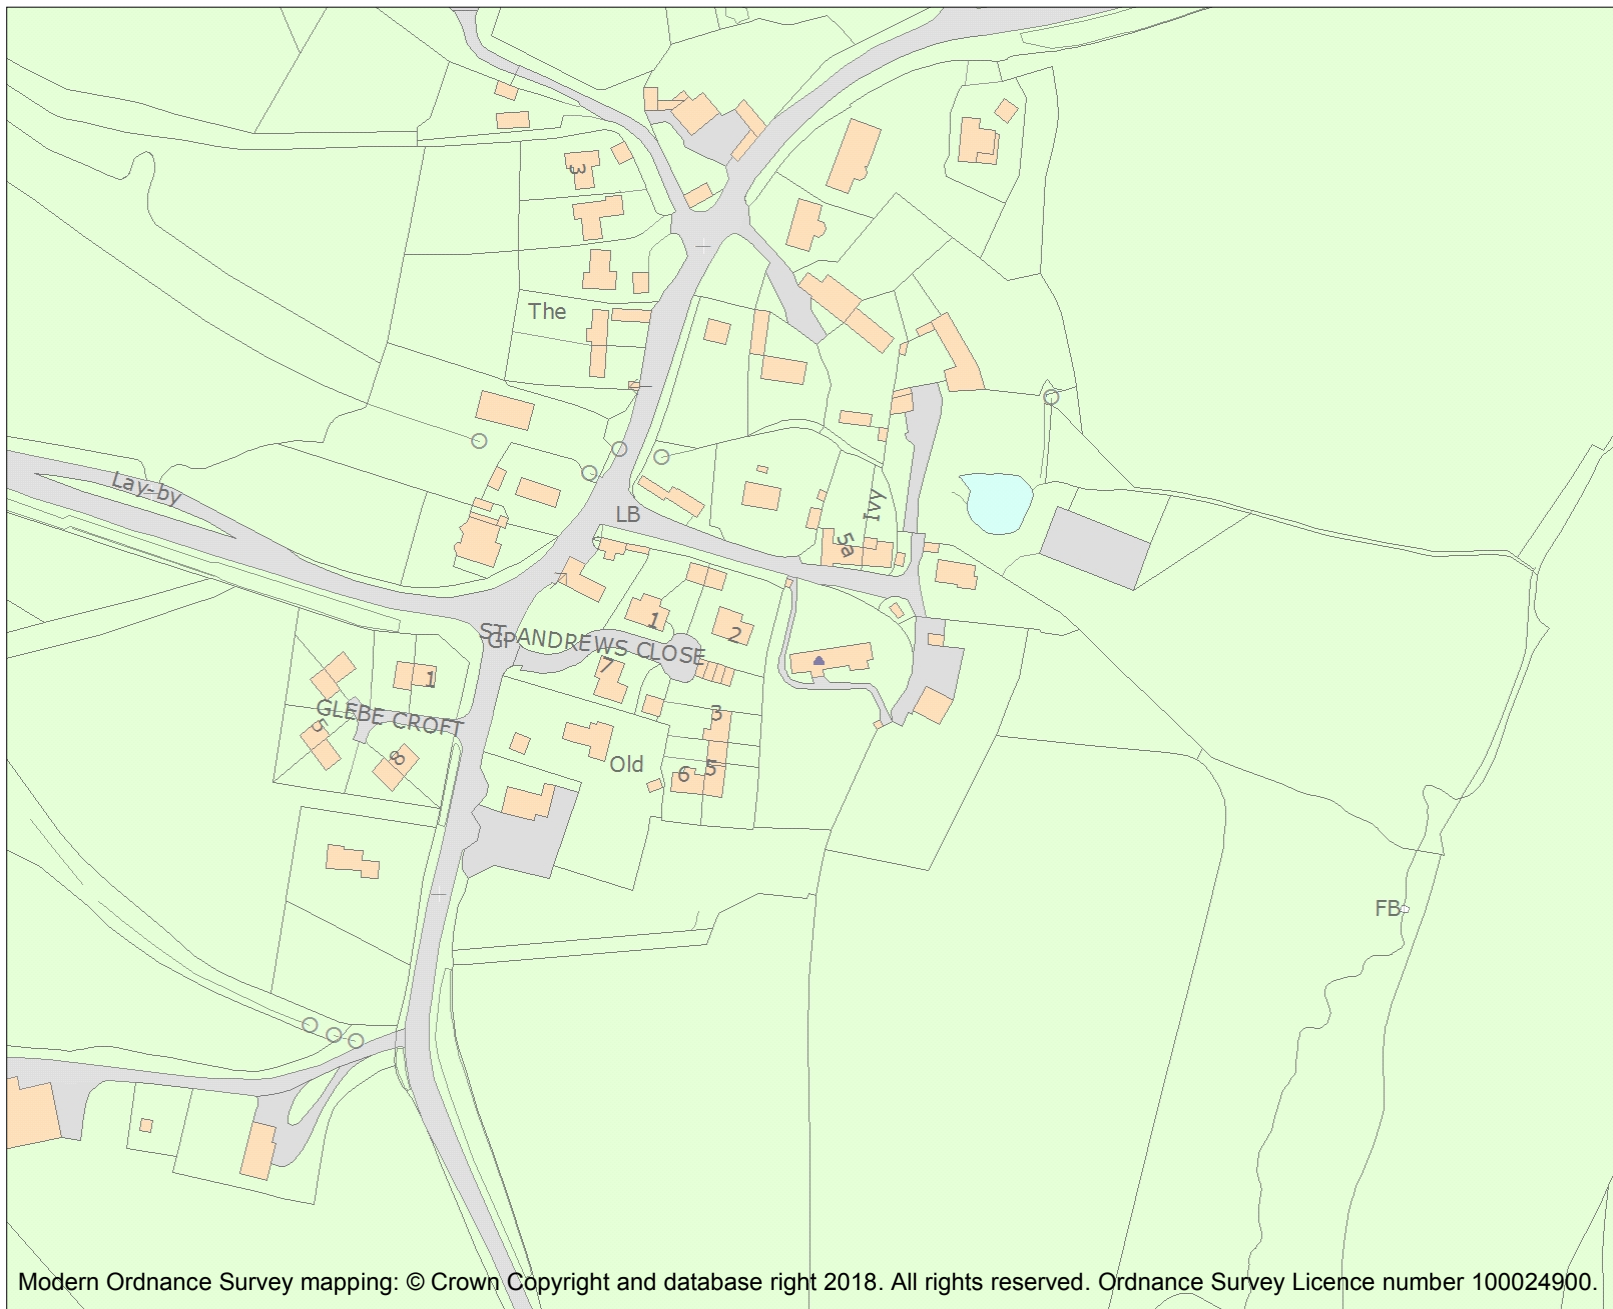 3
The
Lay-by
LB
Ivy
5a
1
2
ST ANDREWS CLOSE
GP
7
1
GLEBE CROFT
5
8
3
Old
6
5
FB
Modern Ordnance Survey mapping: © Crown Copyright and database right 2018. All rights reserved. Ordnance Survey Licence number 100024900.